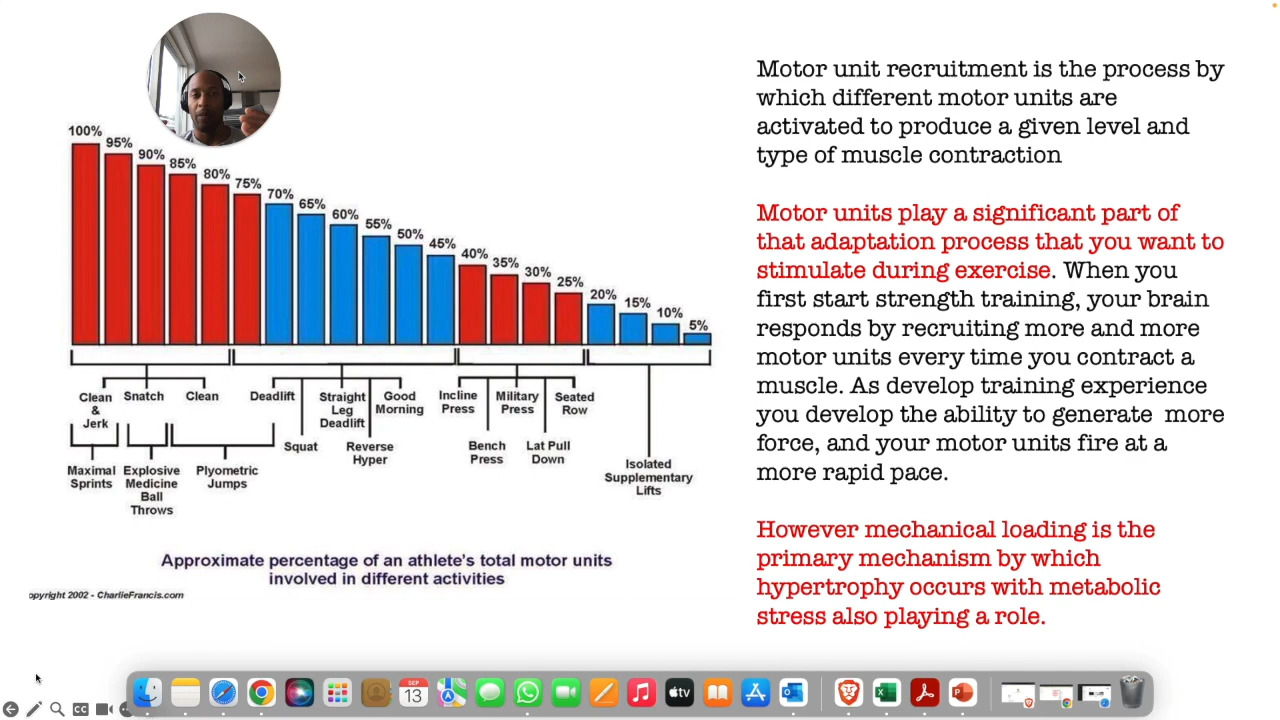 100%
95%
90%
85%
80%
75%
70%
65%
60%
55%
50%
45%
40%
35%
30%
25%
20%
15%
10%
5%
Clean
&
Jerk
Snatch
Clean
Deadlift
Squat
Straight
Leg
Deadlift
Reverse
Hyper
Good
Morning
Incline
Press
Bench
Press
Military
Press
Lat Pull
Down
Seated
Row
Isolated
Supplementary
Lifts
Maximal
Sprints
Explosive
Medicine
Ball
Throws
Plyometric
Jumps
Approximate percentage of an athlete's total motor units
involved in different activities
opyright 2002 - CharlieFrancis.com
Motor unit recruitment is the process by
which different motor units are
activated to produce a given level and
type of muscle contraction
Motor units play a significant part of
that adaptation process that you want to
stimulate during exercise. When you
first start strength training, your brain
responds by recruiting more and more
motor units every time you contract a
muscle. As develop training experience
you develop the ability to generate more
force, and your motor units fire at a
more rapid pace.
However mechanical loading is the
primary mechanism by which
hypertrophy occurs with metabolic
stress also playing a role.
SEP
13
tv
CC